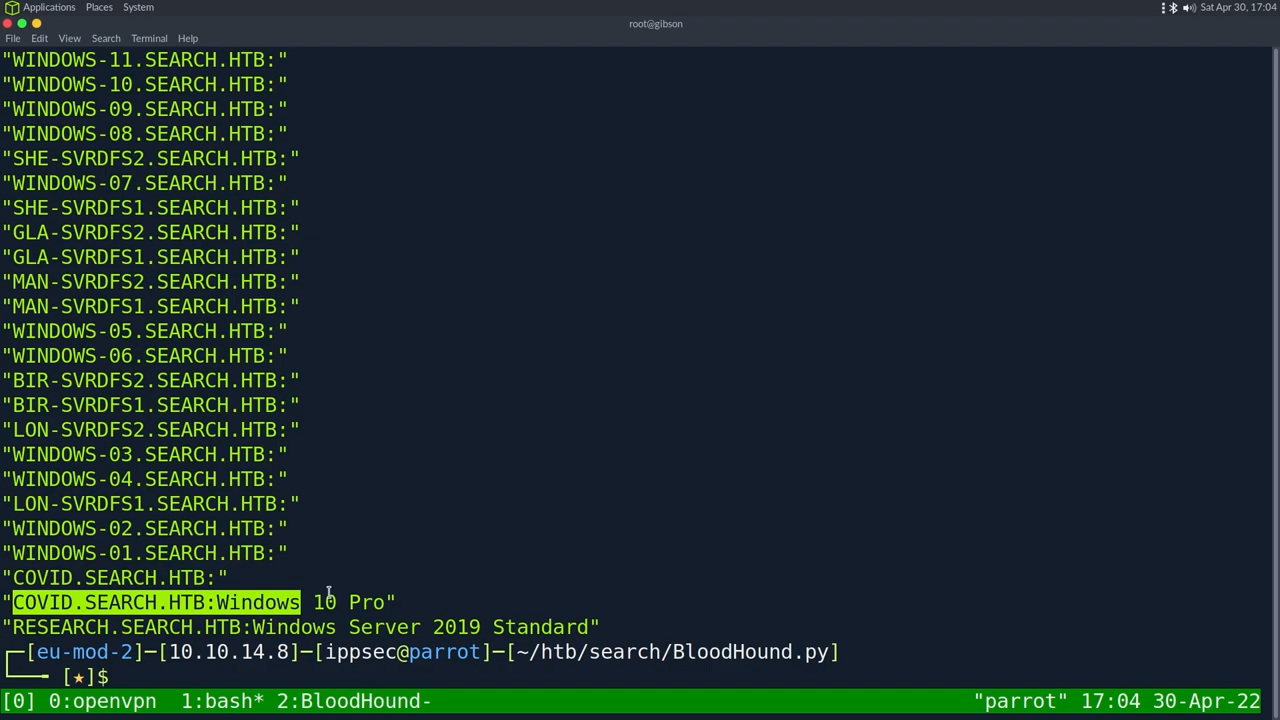 Applications Places System Sat Apr 30, 17:04
root@gibson
File Edit View Search Terminal Help
"WINDOWS-11.SEARCH.HTB:"
"WINDOWS-10.SEARCH.HTB:"
"WINDOWS-09.SEARCH.HTB:"
"WINDOWS-08.SEARCH.HTB:"
"SHE-SVRDFS2.SEARCH.HTB:"
"WINDOWS-07.SEARCH.HTB:"
"SHE-SVRDFS1.SEARCH.HTB:"
"GLA-SVRDFS2.SEARCH.HTB:"
"GLA-SVRDFS1.SEARCH.HTB:"
"MAN-SVRDFS2.SEARCH.HTB:"
"MAN-SVRDFS1.SEARCH.HTB:"
"WINDOWS-05.SEARCH.HTB:"
"WINDOWS-06.SEARCH.HTB:"
"BIR-SVRDFS2.SEARCH.HTB:"
"BIR-SVRDFS1.SEARCH.HTB:"
"LON-SVRDFS2.SEARCH.HTB:"
"WINDOWS-03.SEARCH.HTB:"
"WINDOWS-04.SEARCH.HTB:"
"LON-SVRDFS1.SEARCH.HTB:"
"WINDOWS-02.SEARCH.HTB:"
"WINDOWS-01.SEARCH.HTB:"
"COVID.SEARCH.HTB:"
"COVID.SEARCH.HTB:Windows 10 Pro"
"RESEARCH.SEARCH.HTB:Windows Server 2019 Standard"
┌─[eu-mod-2]─[10.10.14.8]─[ippsec@parrot]─[~/htb/search/BloodHound.py]
└──╼ [★]$
[0] 0:openvpn 1:bash* 2:BloodHound- "parrot" 17:04 30-Apr-22